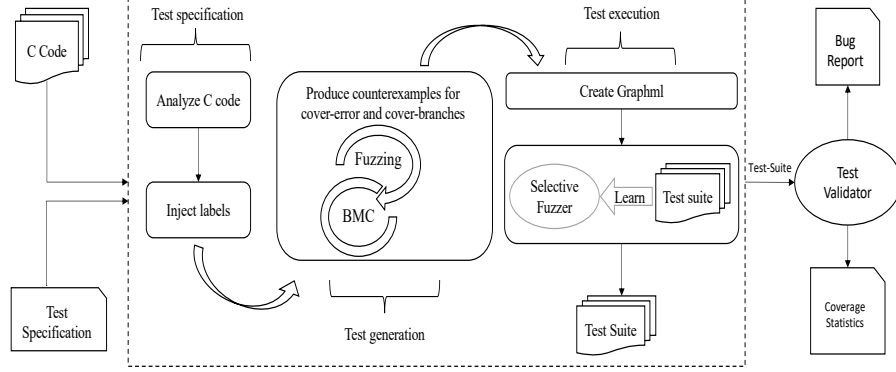 Test specification
Test execution
C Code
Bug
Report
Analyze C code
Produce counterexamples for
cover-error and cover-branches
Create Graphml
Fuzzing
BMC
Inject labels
Selective
Fuzzer
Learn
Test suite
Test-Suite
Test
Validator
Test
Specification
Test generation
Test Suite
Coverage
Statistics